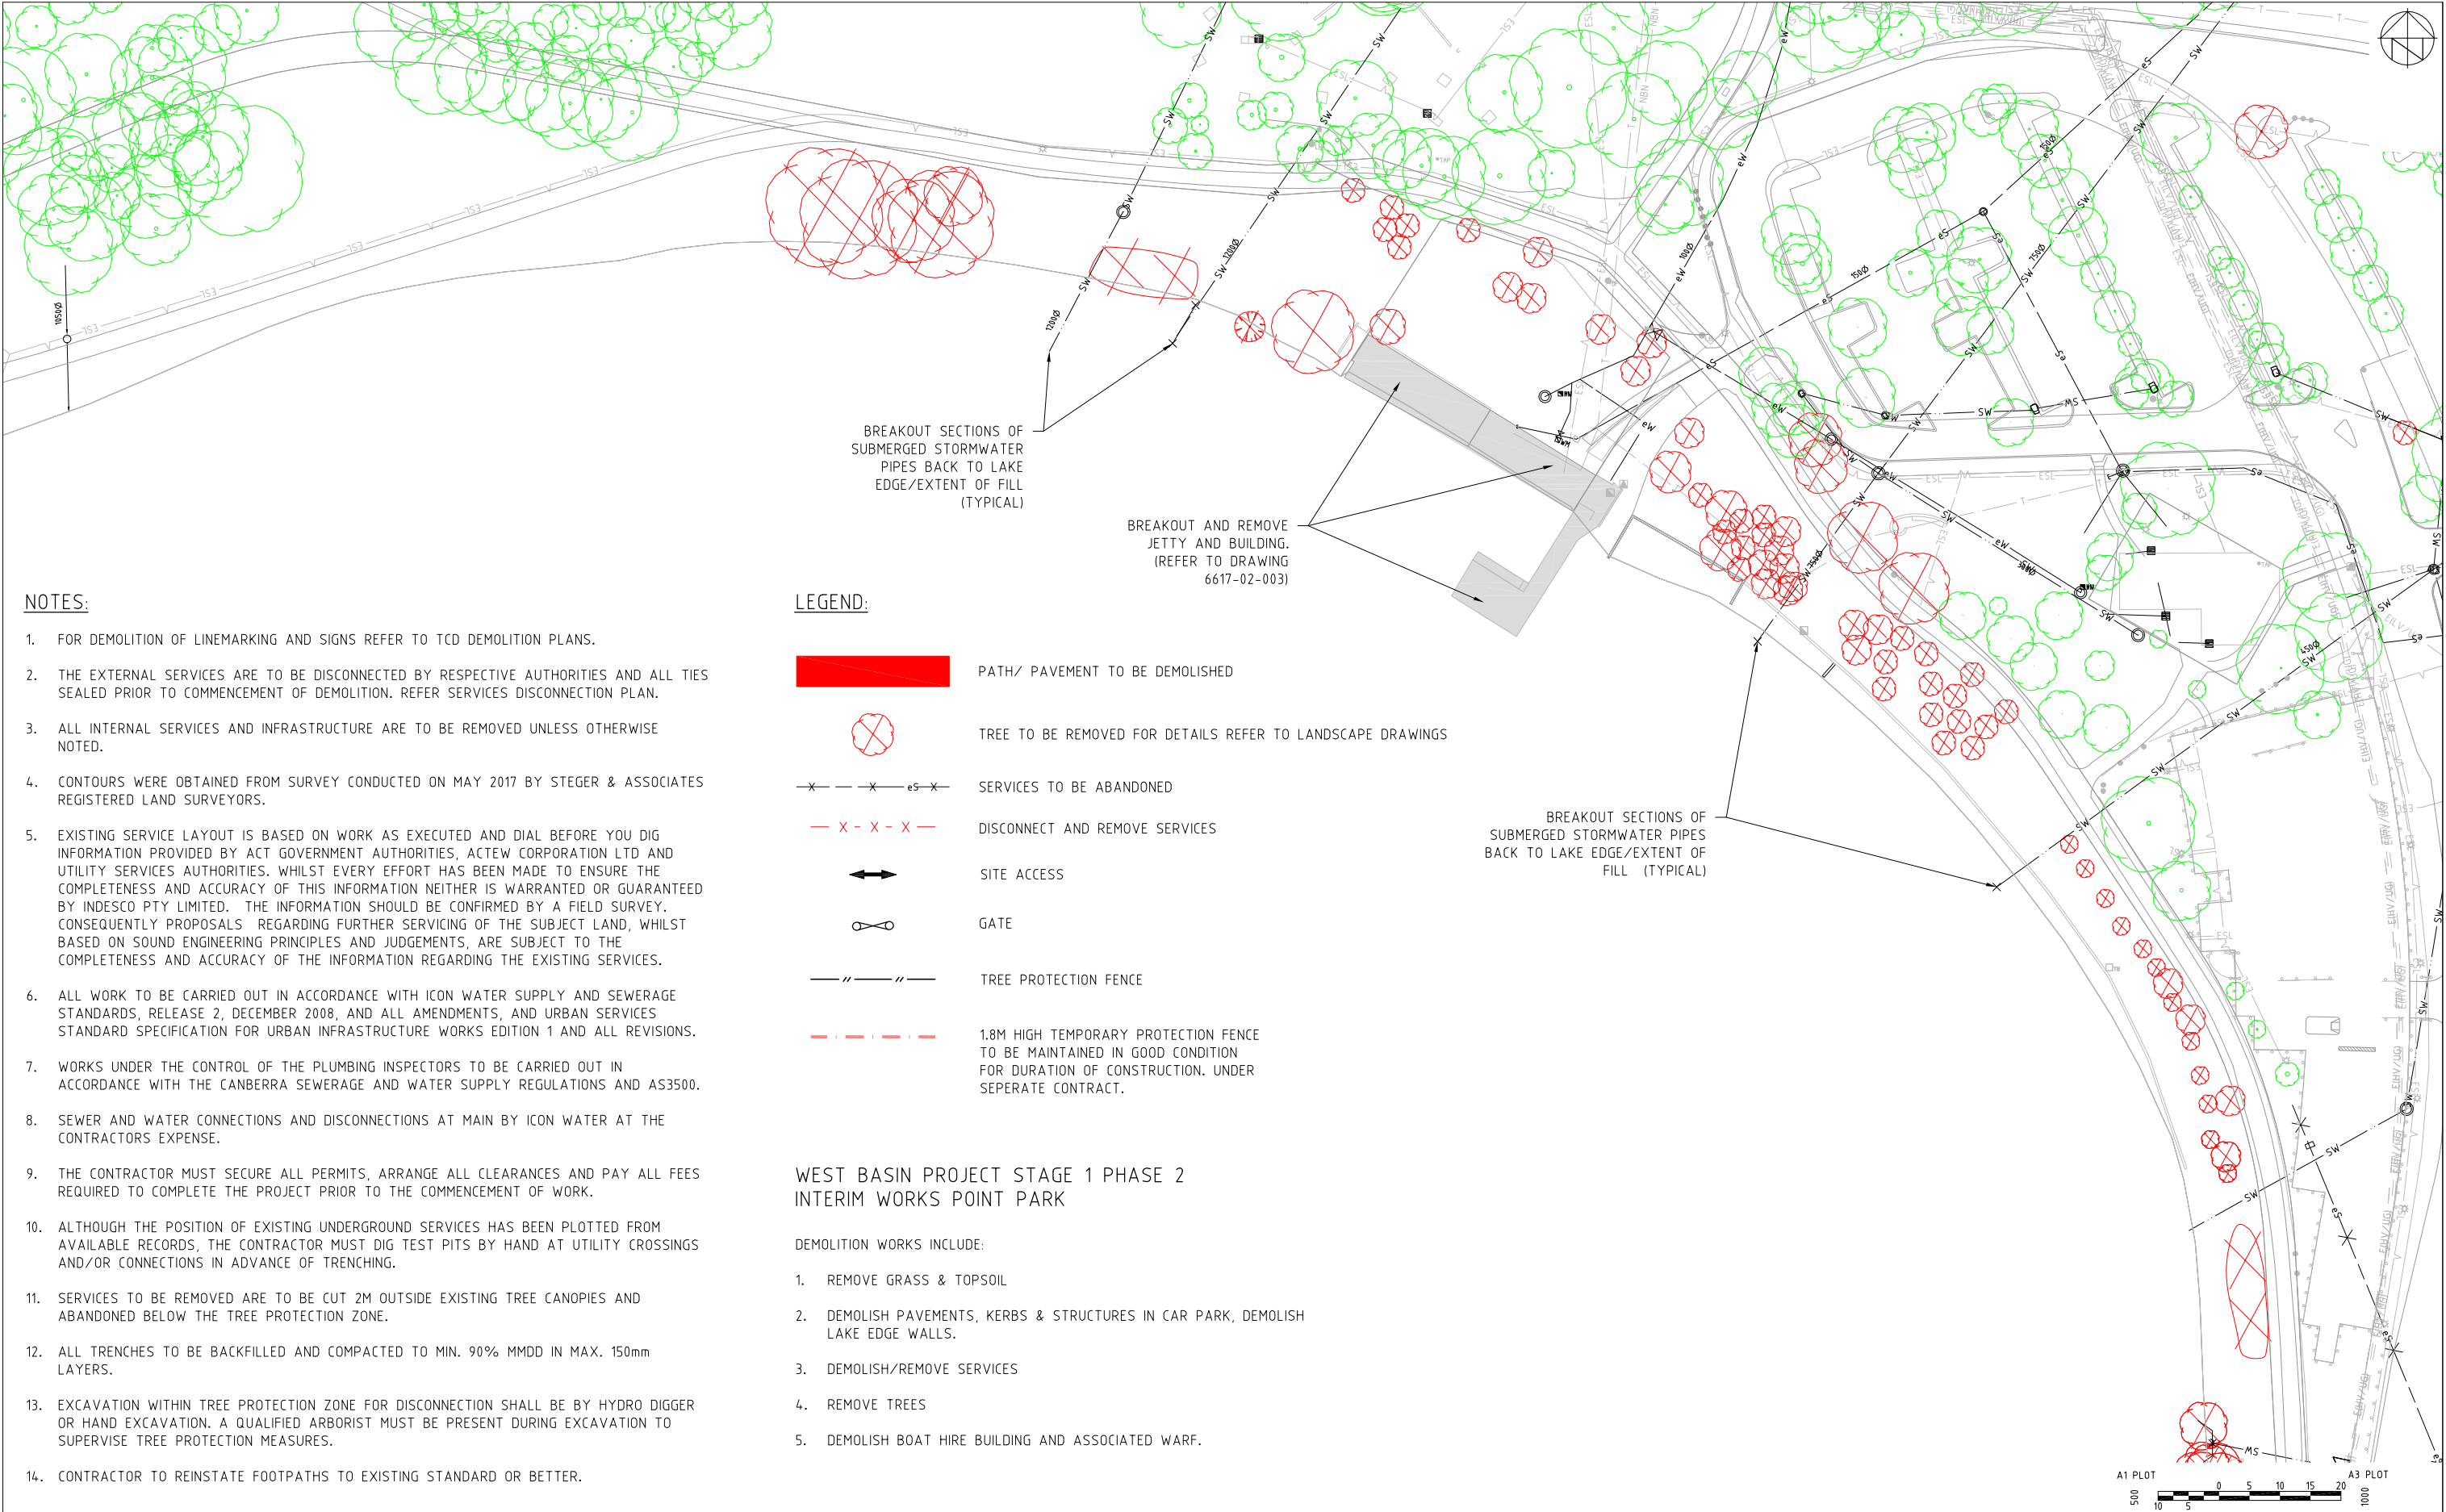 BREAKOUT SECTIONS OF
SUBMERGED STORMWATER
PIPES BACK TO LAKE
EDGE/EXTENT OF FILL
(TYPICAL)
BREAKOUT AND REMOVE
JETTY AND BUILDING.
(REFER TO DRAWING
6617-02-003)
BREAKOUT SECTIONS OF
SUBMERGED STORMWATER PIPES
BACK TO LAKE EDGE/EXTENT OF
FILL (TYPICAL)
1050Ø
1200Ø
1200Ø
100Ø
150Ø
150Ø
750Ø
450Ø
NOTES:
1. FOR DEMOLITION OF LINEMARKING AND SIGNS REFER TO TCD DEMOLITION PLANS.
2. THE EXTERNAL SERVICES ARE TO BE DISCONNECTED BY RESPECTIVE AUTHORITIES AND ALL TIES
SEALED PRIOR TO COMMENCEMENT OF DEMOLITION. REFER SERVICES DISCONNECTION PLAN.
3. ALL INTERNAL SERVICES AND INFRASTRUCTURE ARE TO BE REMOVED UNLESS OTHERWISE
NOTED.
4. CONTOURS WERE OBTAINED FROM SURVEY CONDUCTED ON MAY 2017 BY STEGER & ASSOCIATES
REGISTERED LAND SURVEYORS.
5. EXISTING SERVICE LAYOUT IS BASED ON WORK AS EXECUTED AND DIAL BEFORE YOU DIG
INFORMATION PROVIDED BY ACT GOVERNMENT AUTHORITIES, ACTEW CORPORATION LTD AND
UTILITY SERVICES AUTHORITIES. WHILST EVERY EFFORT HAS BEEN MADE TO ENSURE THE
COMPLETENESS AND ACCURACY OF THIS INFORMATION NEITHER IS WARRANTED OR GUARANTEED
BY INDESCO PTY LIMITED. THE INFORMATION SHOULD BE CONFIRMED BY A FIELD SURVEY.
CONSEQUENTLY PROPOSALS REGARDING FURTHER SERVICING OF THE SUBJECT LAND, WHILST
BASED ON SOUND ENGINEERING PRINCIPLES AND JUDGEMENTS, ARE SUBJECT TO THE
COMPLETENESS AND ACCURACY OF THE INFORMATION REGARDING THE EXISTING SERVICES.
6. ALL WORK TO BE CARRIED OUT IN ACCORDANCE WITH ICON WATER SUPPLY AND SEWERAGE
STANDARDS, RELEASE 2, DECEMBER 2008, AND ALL AMENDMENTS, AND URBAN SERVICES
STANDARD SPECIFICATION FOR URBAN INFRASTRUCTURE WORKS EDITION 1 AND ALL REVISIONS.
7. WORKS UNDER THE CONTROL OF THE PLUMBING INSPECTORS TO BE CARRIED OUT IN
ACCORDANCE WITH THE CANBERRA SEWERAGE AND WATER SUPPLY REGULATIONS AND AS3500.
8. SEWER AND WATER CONNECTIONS AND DISCONNECTIONS AT MAIN BY ICON WATER AT THE
CONTRACTORS EXPENSE.
9. THE CONTRACTOR MUST SECURE ALL PERMITS, ARRANGE ALL CLEARANCES AND PAY ALL FEES
REQUIRED TO COMPLETE THE PROJECT PRIOR TO THE COMMENCEMENT OF WORK.
10. ALTHOUGH THE POSITION OF EXISTING UNDERGROUND SERVICES HAS BEEN PLOTTED FROM
AVAILABLE RECORDS, THE CONTRACTOR MUST DIG TEST PITS BY HAND AT UTILITY CROSSINGS
AND/OR CONNECTIONS IN ADVANCE OF TRENCHING.
11. SERVICES TO BE REMOVED ARE TO BE CUT 2M OUTSIDE EXISTING TREE CANOPIES AND
ABANDONED BELOW THE TREE PROTECTION ZONE.
12. ALL TRENCHES TO BE BACKFILLED AND COMPACTED TO MIN. 90% MMDD IN MAX. 150mm
LAYERS.
13. EXCAVATION WITHIN TREE PROTECTION ZONE FOR DISCONNECTION SHALL BE BY HYDRO DIGGER
OR HAND EXCAVATION. A QUALIFIED ARBORIST MUST BE PRESENT DURING EXCAVATION TO
SUPERVISE TREE PROTECTION MEASURES.
14. CONTRACTOR TO REINSTATE FOOTPATHS TO EXISTING STANDARD OR BETTER.
LEGEND:
PATH/ PAVEMENT TO BE DEMOLISHED
TREE TO BE REMOVED FOR DETAILS REFER TO LANDSCAPE DRAWINGS
eS
SERVICES TO BE ABANDONED
DISCONNECT AND REMOVE SERVICES
SITE ACCESS
GATE
TREE PROTECTION FENCE
1.8M HIGH TEMPORARY PROTECTION FENCE
TO BE MAINTAINED IN GOOD CONDITION
FOR DURATION OF CONSTRUCTION. UNDER
SEPERATE CONTRACT.
WEST BASIN PROJECT STAGE 1 PHASE 2
INTERIM WORKS POINT PARK
DEMOLITION WORKS INCLUDE:
1. REMOVE GRASS & TOPSOIL
2. DEMOLISH PAVEMENTS, KERBS & STRUCTURES IN CAR PARK, DEMOLISH
LAKE EDGE WALLS.
3. DEMOLISH/REMOVE SERVICES
4. REMOVE TREES
5. DEMOLISH BOAT HIRE BUILDING AND ASSOCIATED WARF.
A1 PLOT
500
0 5 10 15 20
10 5
A3 PLOT
1000